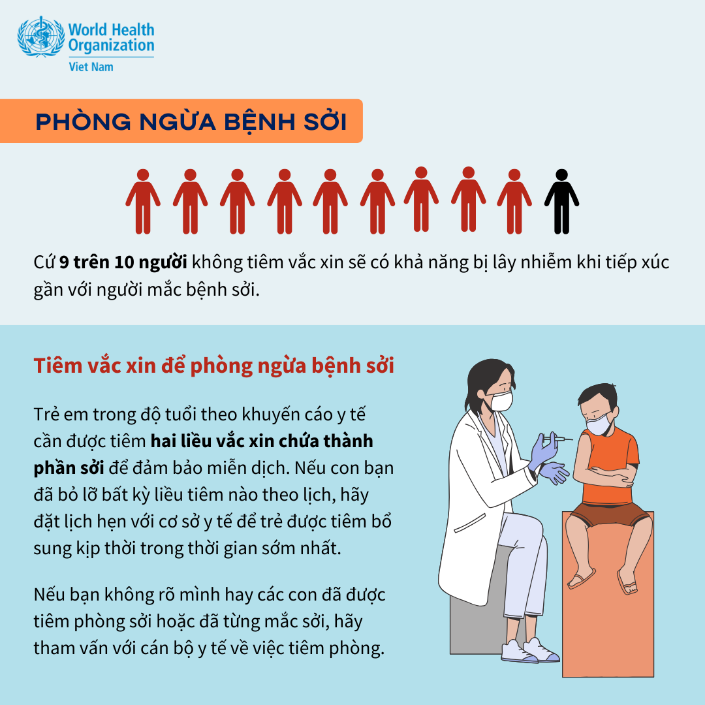 World Health
Organization
Viet Nam
PHÒNG NGỪA BỆNH SỞI
Cứ 9 trên 10 người không tiêm vắc xin sẽ có khả năng bị lây nhiễm khi tiếp xúc
gần với người mắc bệnh sởi.
Tiêm vắc xin để phòng ngừa bệnh sởi
Trẻ em trong độ tuổi theo khuyến cáo y tế
cần được tiêm hai liều vắc xin chứa thành
phần sởi để đảm bảo miễn dịch. Nếu con bạn
đã bỏ lỡ bất kỳ liều tiêm nào theo lịch, hãy
đặt lịch hẹn với cơ sở y tế để trẻ được tiêm bổ
sung kịp thời trong thời gian sớm nhất.
Nếu bạn không rõ mình hay các con đã được
tiêm phòng sởi hoặc đã từng mắc sởi, hãy
tham vấn với cán bộ y tế về việc tiêm phòng.